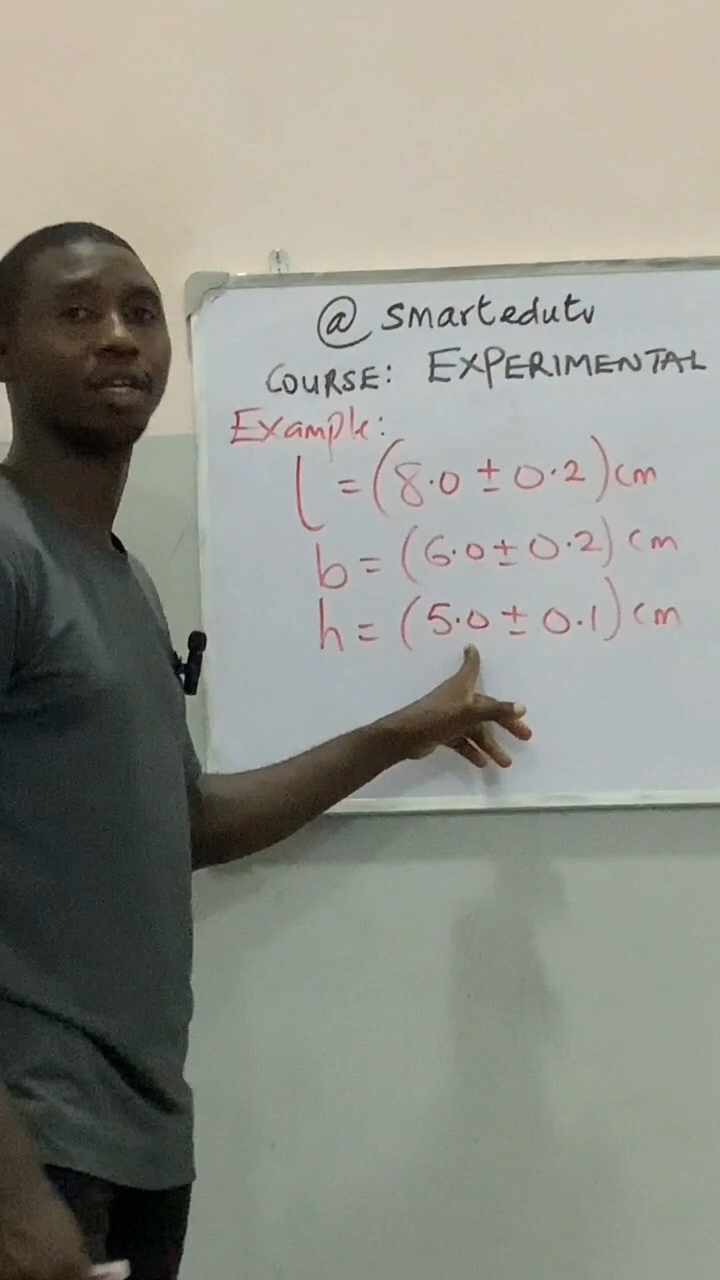 @smartedutv
COURSE: EXPERIMENTAL
Example:
l = (8.0 ± 0.2) cm
b = (6.0 ± 0.2) cm
h = (5.0 ± 0.1) cm